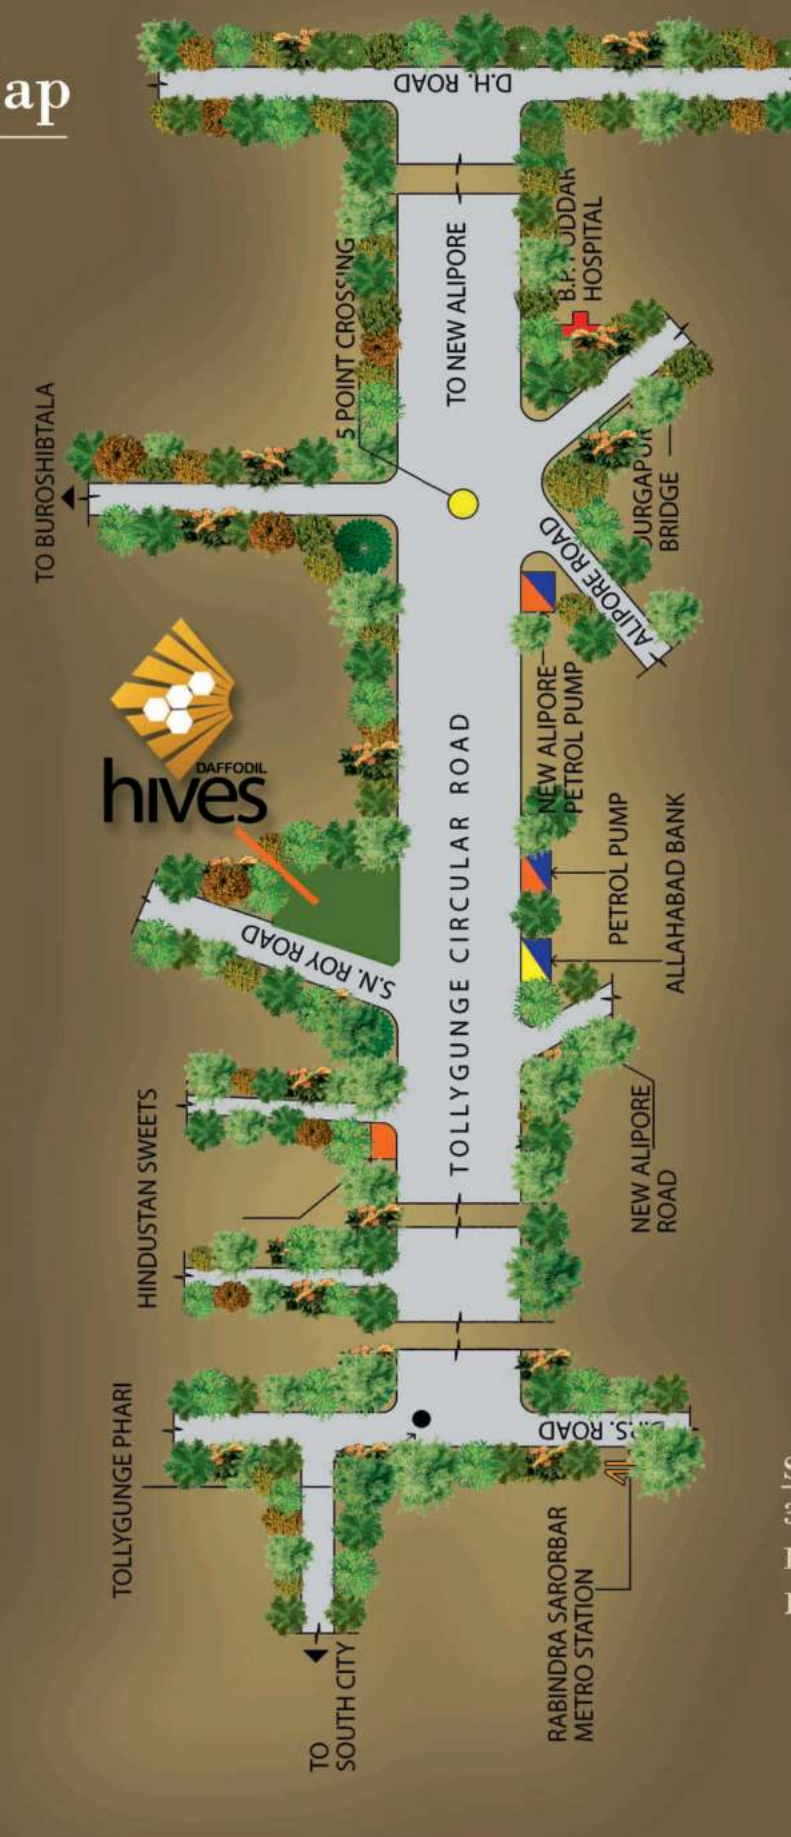 ap
D.H. ROAD
5 POINT CROSSING
TO NEW ALIPORE
HOSPITAL
TO BUROSHIBTALA
BRIDGE
ALIPORE ROAD
DAFFODIL
hives
NEW ALIPORE
PETROL PUMP
TOLLYGUNGE CIRCULAR ROAD
PETROL PUMP
ALLAHABAD BANK
S.N. ROY ROAD
HINDUSTAN SWEETS
NEW ALIPORE
ROAD
TOLLYGUNGE PHARI
ROAD
RABINDRA SARORBAR
METRO STATION
TO
SOUTH CITY